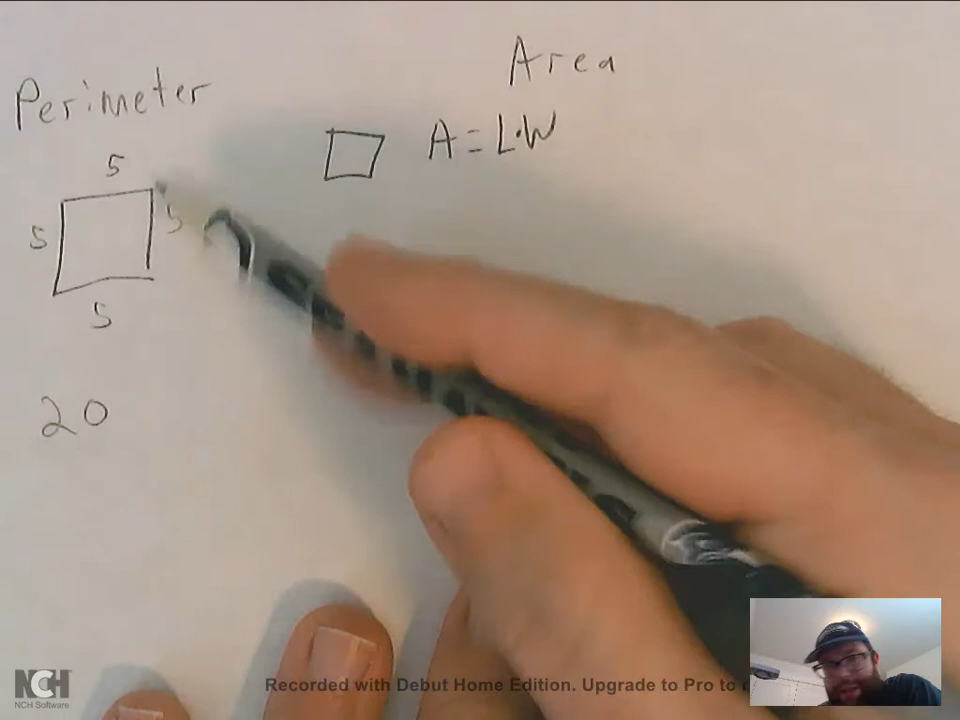 Perimeter
Area
A=L·W
5
5
5
5
20
NCH
NCH Software
Recorded with Debut Home Edition. Upgrade to Pro to